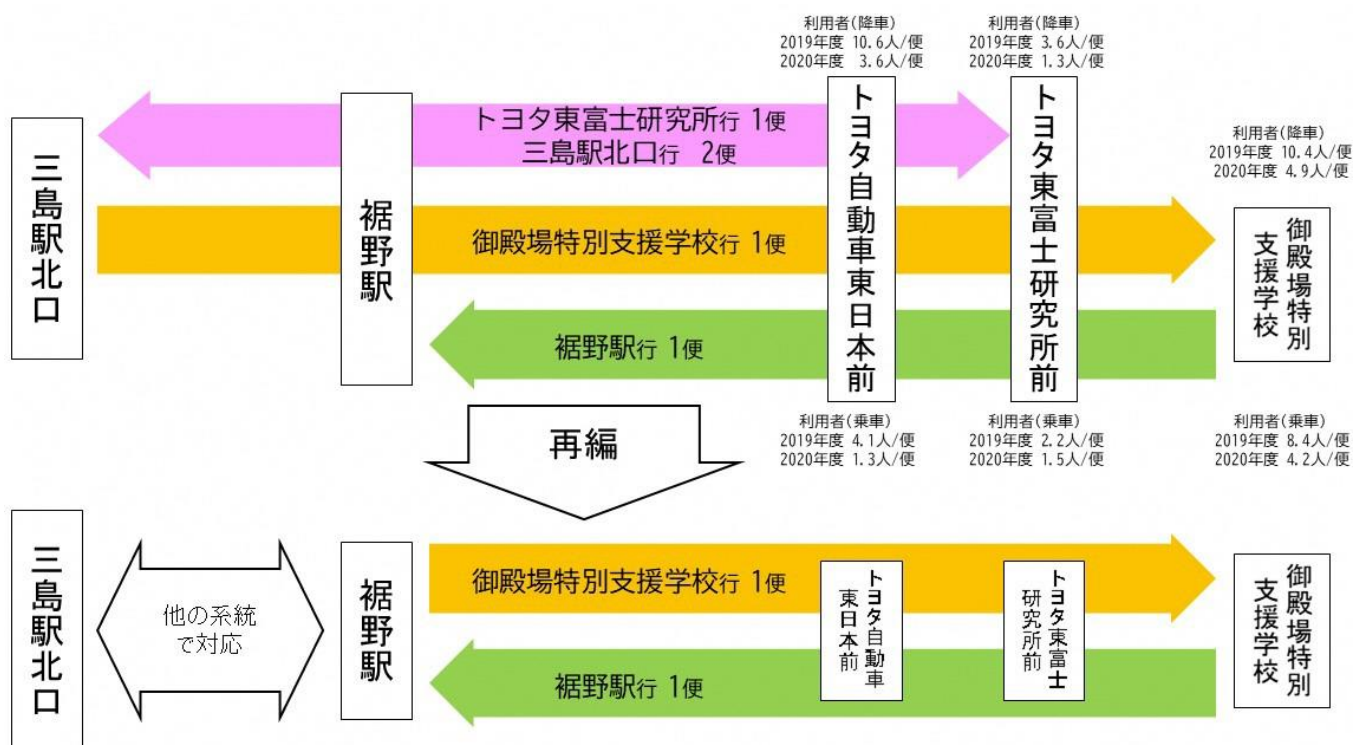 利用者(降車)
2019年度 10.6人/便
2020年度 3.6人/便
利用者(降車)
2019年度 3.6人/便
2020年度 1.3人/便
トヨタ東富士研究所行 1便
三島駅北口行 2便
利用者(降車)
2019年度 10.4人/便
2020年度 4.9人/便
三島駅北口
裾野駅
御殿場特別支援学校行 1便
トヨタ自動車東日本前
トヨタ東富士研究所前
御殿場特別
支援学校
裾野駅行 1便
再編
利用者(乗車)
2019年度 4.1人/便
2020年度 1.3人/便
利用者(乗車)
2019年度 2.2人/便
2020年度 1.5人/便
利用者(乗車)
2019年度 8.4人/便
2020年度 4.2人/便
三島駅北口
他の系統
で対応
裾野駅
御殿場特別支援学校行 1便
トヨタ自動車
東日本前
トヨタ東富士
研究所前
御殿場特別
支援学校
裾野駅行 1便